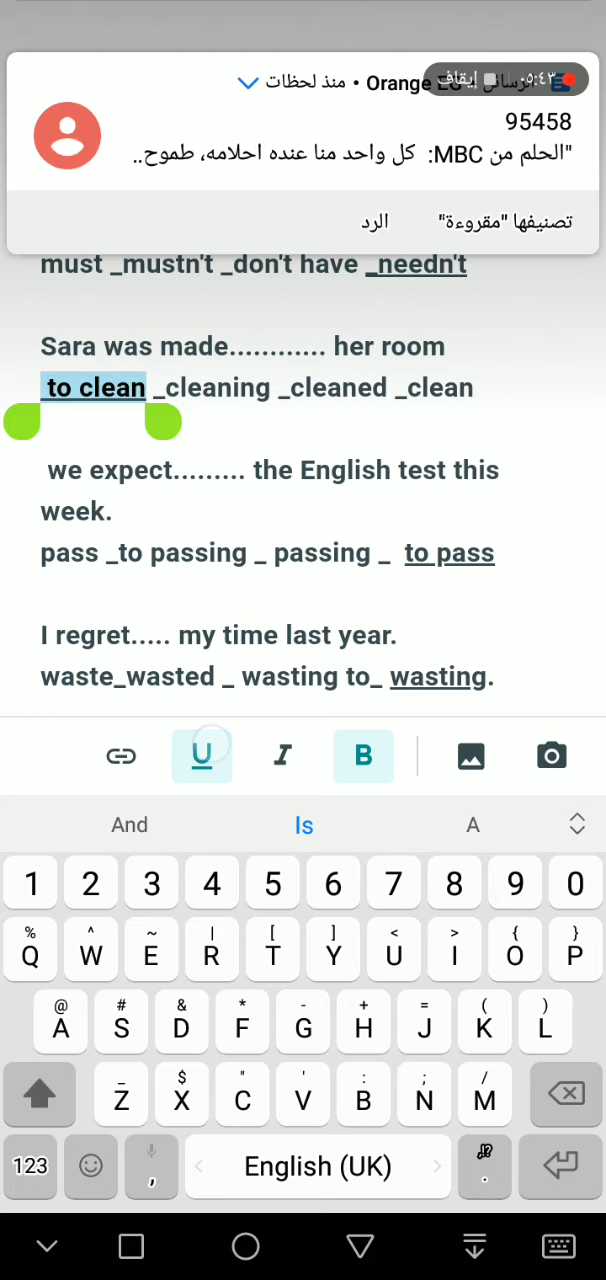 Orange EG • منذ لحظات
إيقاف ٠٥:٤٣
95458
"الحلم من MBC: كل واحد منا عنده احلامه، طموح..
تصنيفها "مقروءة" الرد
must _mustn't _don't have _needn't
Sara was made............ her room
to clean _cleaning _cleaned _clean
we expect......... the English test this
week.
pass _to passing _ passing _ to pass
I regret..... my time last year.
waste_wasted _ wasting to_ wasting.
U I B
And Is A
1 2 3 4 5 6 7 8 9 0
% ^ ~ | [ ] < > { }
Q W E R T Y U I O P
@ # & * - + = ( )
A S D F G H J K L
_ $ " ' : ; /
Z X C V B N M
123 , English (UK) .